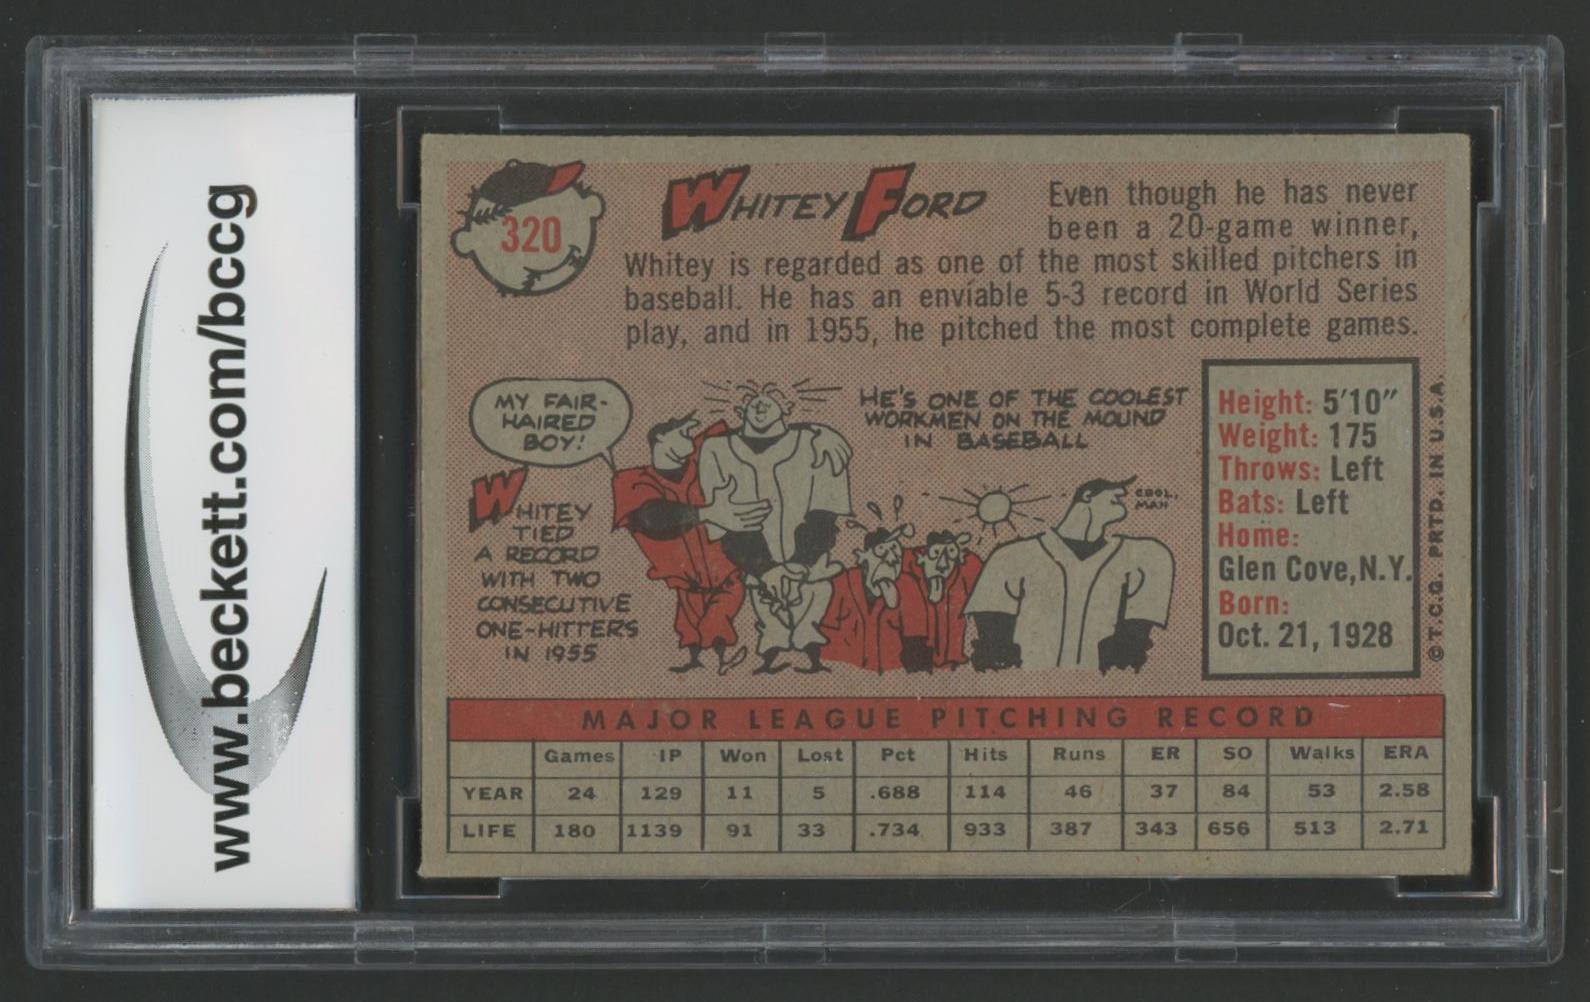 www.beckett.com/bccg
320
WHITEY FORD
Even though he has never
been a 20-game winner,
Whitey is regarded as one of the most skilled pitchers in
baseball. He has an enviable 5-3 record in World Series
play, and in 1955, he pitched the most complete games.
MY FAIR-
HAIRED
BOY!
WHITEY
TIED
A RECORD
WITH TWO
CONSECUTIVE
ONE-HITTERS
IN 1955
HE'S ONE OF THE COOLEST
WORKMEN ON THE MOUND
IN BASEBALL
COOL,
MAN
Height: 5'10"
Weight: 175
Throws: Left
Bats: Left
Home:
Glen Cove, N.Y.
Born:
Oct. 21, 1928
© T.C.G. PRTD. IN U.S.A.
MAJOR LEAGUE PITCHING RECORD
Games IP Won Lost Pct Hits Runs ER SO Walks ERA
YEAR 24 129 11 5 .688 114 46 37 84 53 2.58
LIFE 180 1139 91 33 .734 933 387 343 656 513 2.71